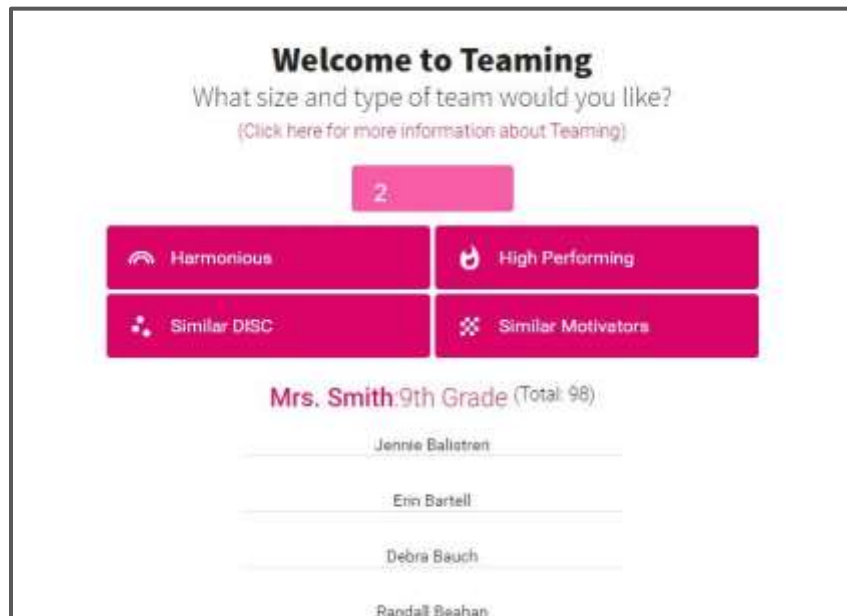 Welcome to Teaming
What size and type of team would you like?
(Click here for more information about Teaming)
2
Harmonious
High Performing
Similar DISC
Similar Motivators
Mrs. Smith:9th Grade (Total: 98)
Jennie Balistreri
Erin Bartell
Debra Bauch
Randall Beahan